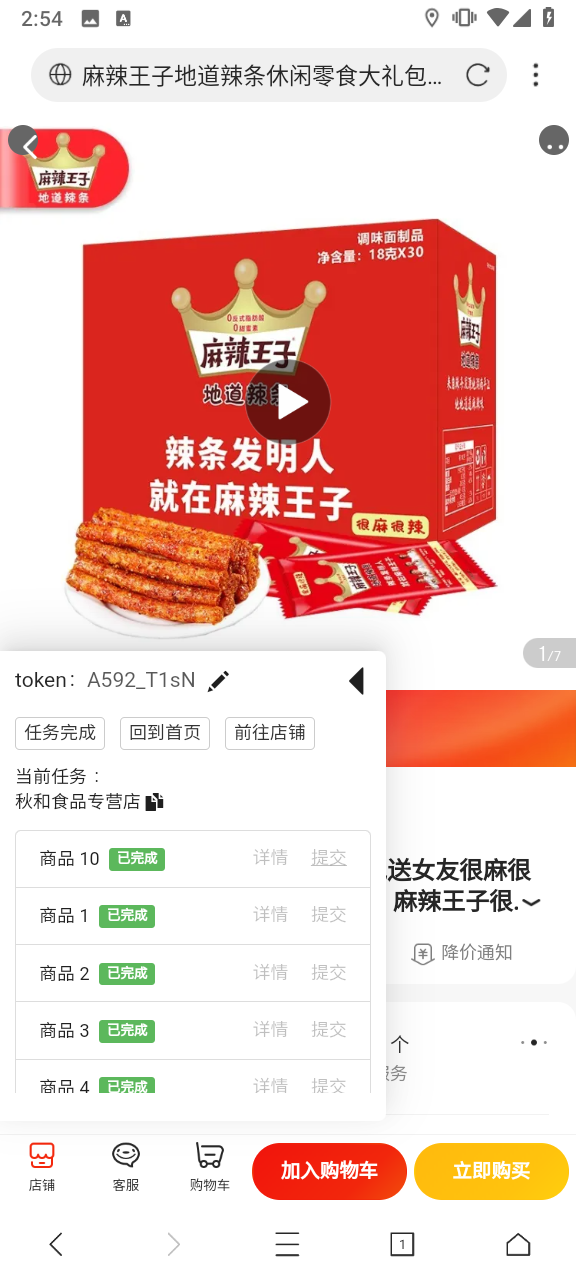 2:54
麻辣王子地道辣条休闲零食大礼包...
麻辣王子
地道辣条
调味面制品
净含量：18克X30
0反式脂肪酸
0甜蜜素
麻辣王子
地道辣条
辣条发明人
就在麻辣王子
很麻很辣
1/7
token： A592_T1sN
任务完成 回到首页 前往店铺
当前任务：
秋和食品专营店
商品 10 已完成 详情 提交
商品 1 已完成 详情 提交
商品 2 已完成 详情 提交
商品 3 已完成 详情 提交
商品 4 已完成 详情 提交
送女友很麻很
麻辣王子很.
降价通知
个
服务
店铺 客服 购物车 加入购物车 立即购买
1